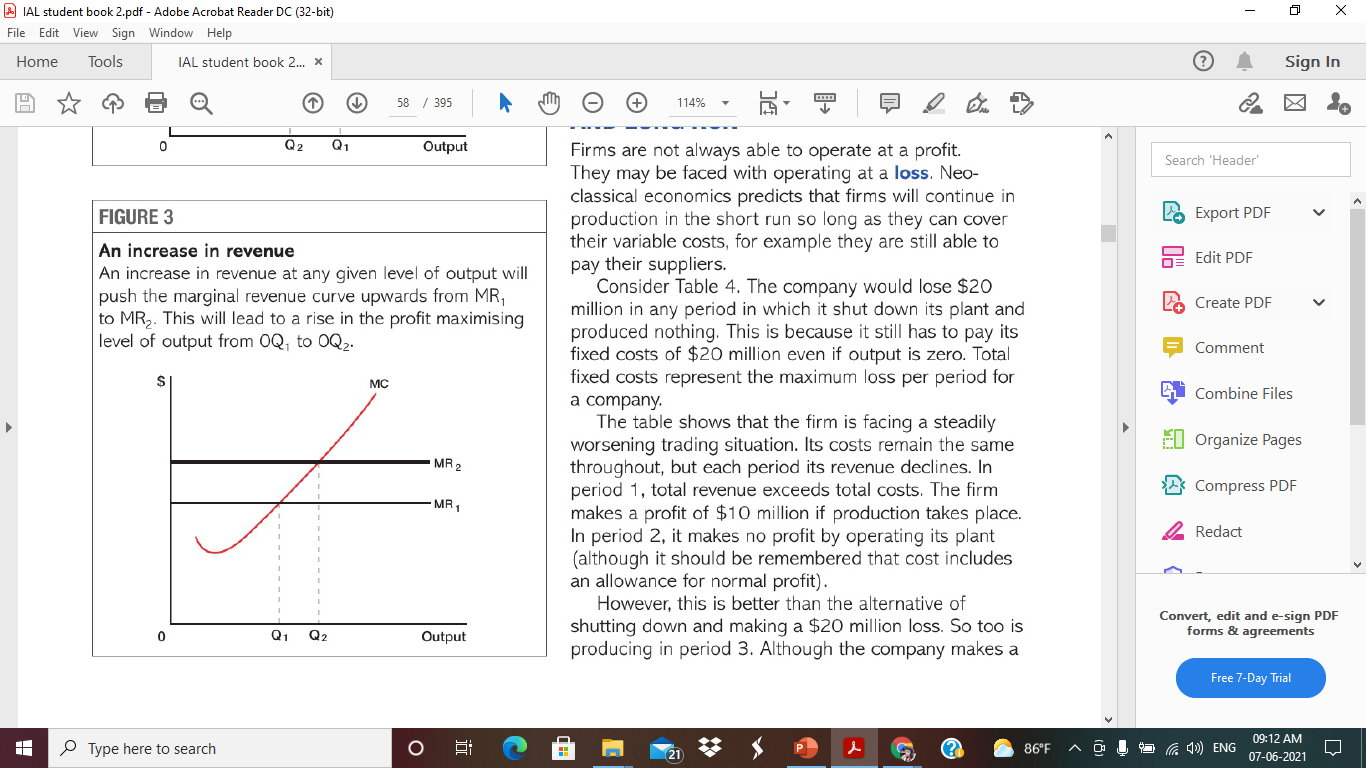 IAL student book 2.pdf - Adobe Acrobat Reader DC (32-bit)
File Edit View Sign Window Help
Home Tools IAL student book 2... ×
Sign In
58 / 395
114%
0 Q2 Q1 Output
FIGURE 3
An increase in revenue
An increase in revenue at any given level of output will
push the marginal revenue curve upwards from MR1
to MR2. This will lead to a rise in the profit maximising
level of output from 0Q1 to 0Q2.
$
MC
MR2
MR1
0 Q1 Q2 Output
AND LONG RUN
Firms are not always able to operate at a profit.
They may be faced with operating at a loss. Neo-
classical economics predicts that firms will continue in
production in the short run so long as they can cover
their variable costs, for example they are still able to
pay their suppliers.
Consider Table 4. The company would lose $20
million in any period in which it shut down its plant and
produced nothing. This is because it still has to pay its
fixed costs of $20 million even if output is zero. Total
fixed costs represent the maximum loss per period for
a company.
The table shows that the firm is facing a steadily
worsening trading situation. Its costs remain the same
throughout, but each period its revenue declines. In
period 1, total revenue exceeds total costs. The firm
makes a profit of $10 million if production takes place.
In period 2, it makes no profit by operating its plant
(although it should be remembered that cost includes
an allowance for normal profit).
However, this is better than the alternative of
shutting down and making a $20 million loss. So too is
producing in period 3. Although the company makes a
Search 'Header'
Export PDF
Edit PDF
Create PDF
Comment
Combine Files
Organize Pages
Compress PDF
Redact
Convert, edit and e-sign PDF
forms & agreements
Free 7-Day Trial
Type here to search
21
86°F
ENG
09:12 AM
07-06-2021